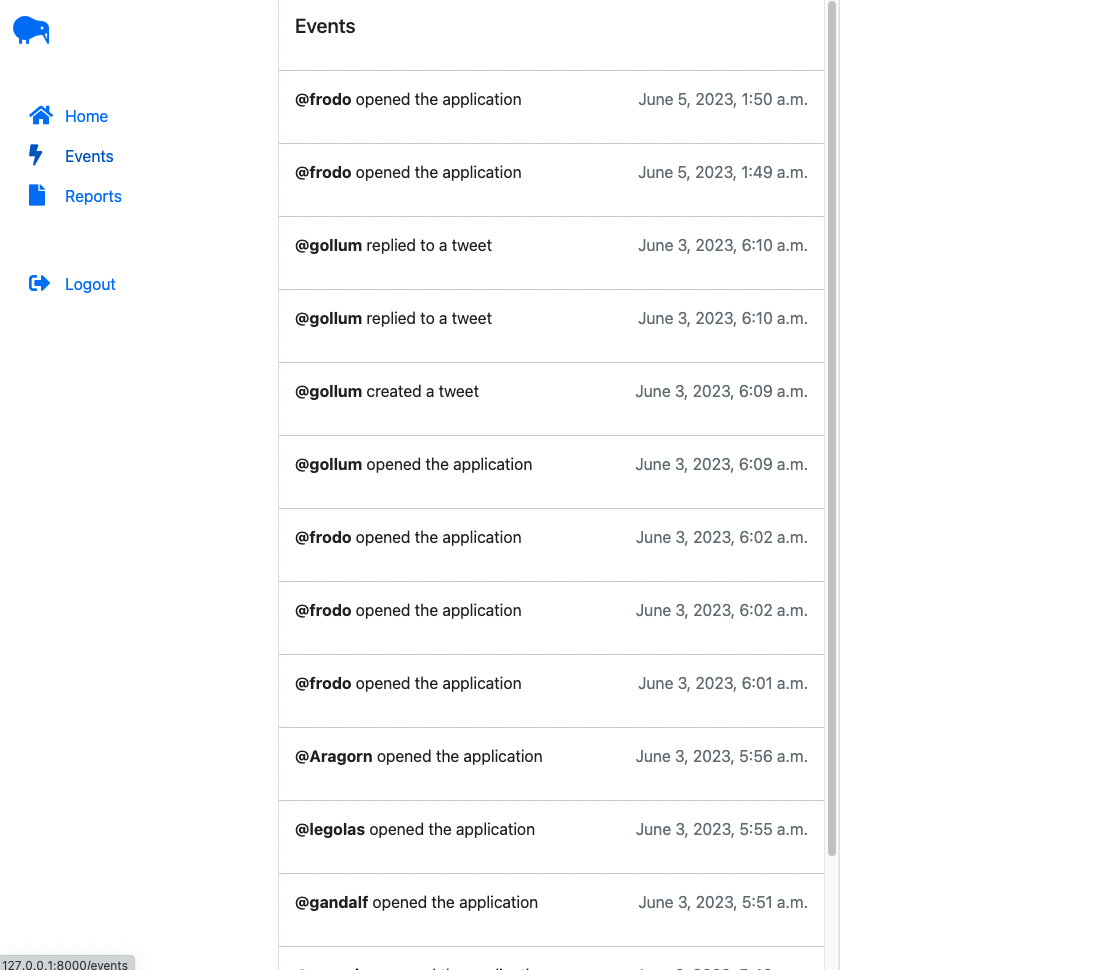 Events
Home
Events
Reports
Logout
@frodo opened the application June 5, 2023, 1:50 a.m.
@frodo opened the application June 5, 2023, 1:49 a.m.
@gollum replied to a tweet June 3, 2023, 6:10 a.m.
@gollum replied to a tweet June 3, 2023, 6:10 a.m.
@gollum created a tweet June 3, 2023, 6:09 a.m.
@gollum opened the application June 3, 2023, 6:09 a.m.
@frodo opened the application June 3, 2023, 6:02 a.m.
@frodo opened the application June 3, 2023, 6:02 a.m.
@frodo opened the application June 3, 2023, 6:01 a.m.
@Aragorn opened the application June 3, 2023, 5:56 a.m.
@legolas opened the application June 3, 2023, 5:55 a.m.
@gandalf opened the application June 3, 2023, 5:51 a.m.
127.0.0.1:8000/events